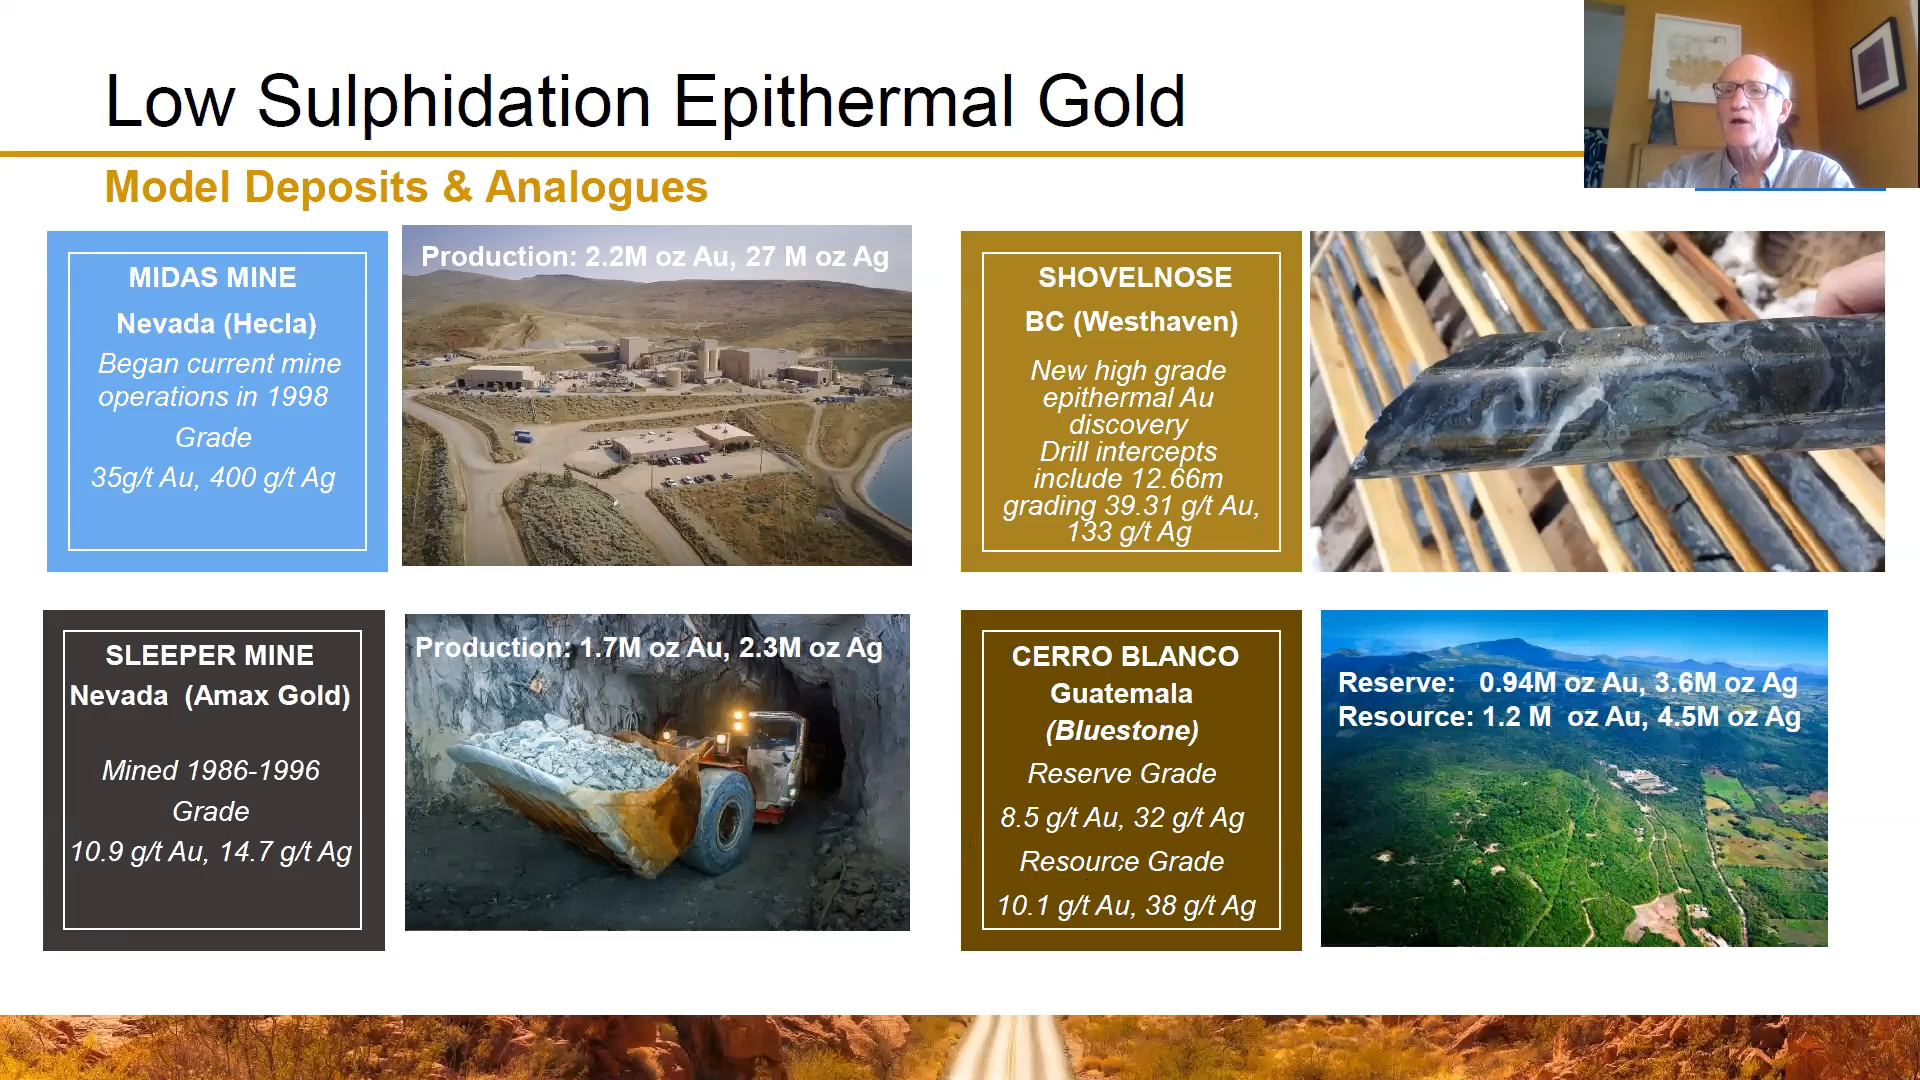 Low Sulphidation Epithermal Gold
Model Deposits & Analogues
MIDAS MINE
Nevada (Hecla)
Began current mine
operations in 1998
Grade
35g/t Au, 400 g/t Ag
Production: 2.2M oz Au, 27 M oz Ag
SHOVELNOSE
BC (Westhaven)
New high grade
epithermal Au
discovery
Drill intercepts
include 12.66m
grading 39.31 g/t Au,
133 g/t Ag
SLEEPER MINE
Nevada (Amax Gold)
Mined 1986-1996
Grade
10.9 g/t Au, 14.7 g/t Ag
Production: 1.7M oz Au, 2.3M oz Ag
CERRO BLANCO
Guatemala
(Bluestone)
Reserve Grade
8.5 g/t Au, 32 g/t Ag
Resource Grade
10.1 g/t Au, 38 g/t Ag
Reserve: 0.94M oz Au, 3.6M oz Ag
Resource: 1.2 M oz Au, 4.5M oz Ag